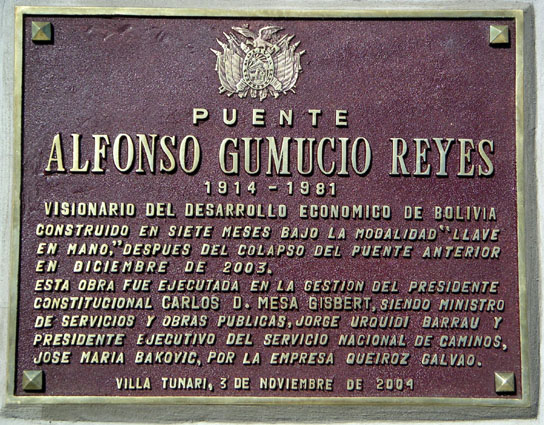 PUENTE
ALFONSO GUMUCIO REYES
1914 - 1981
VISIONARIO DEL DESARROLLO ECONOMICO DE BOLIVIA
CONSTRUIDO EN SIETE MESES BAJO LA MODALIDAD "LLAVE
EN MANO," DESPUES DEL COLAPSO DEL PUENTE ANTERIOR
EN DICIEMBRE DE 2003.
ESTA OBRA FUE EJECUTADA EN LA GESTION DEL PRESIDENTE
CONSTITUCIONAL CARLOS D. MESA GISBERT, SIENDO MINISTRO
DE SERVICIOS Y OBRAS PUBLICAS, JORGE URQUIDI BARRAU Y
PRESIDENTE EJECUTIVO DEL SERVICIO NACIONAL DE CAMINOS,
JOSE MARIA BAKOVIC, POR LA EMPRESA QUEIROZ GALVAO.
VILLA TUNARI, 3 DE NOVIEMBRE DE 2004